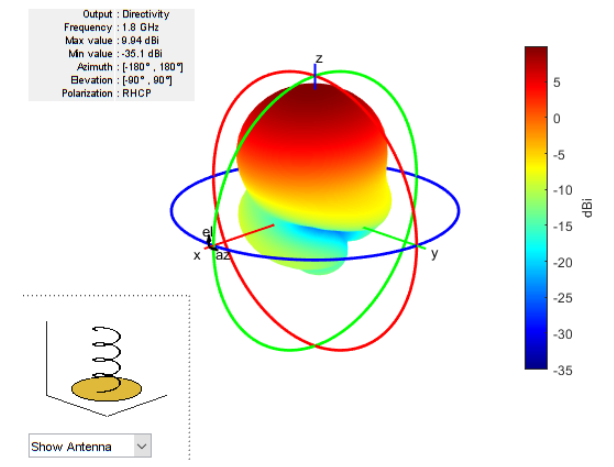 Output : Directivity
Frequency : 1.8 GHz
Max value : 9.94 dBi
Min value : -35.1 dBi
Azimuth : [-180° , 180°]
Elevation : [-90° , 90°]
Polarization : RHCP
z
el
x
az
y
5
0
-5
-10
-15
-20
-25
-30
-35
dBi
Show Antenna